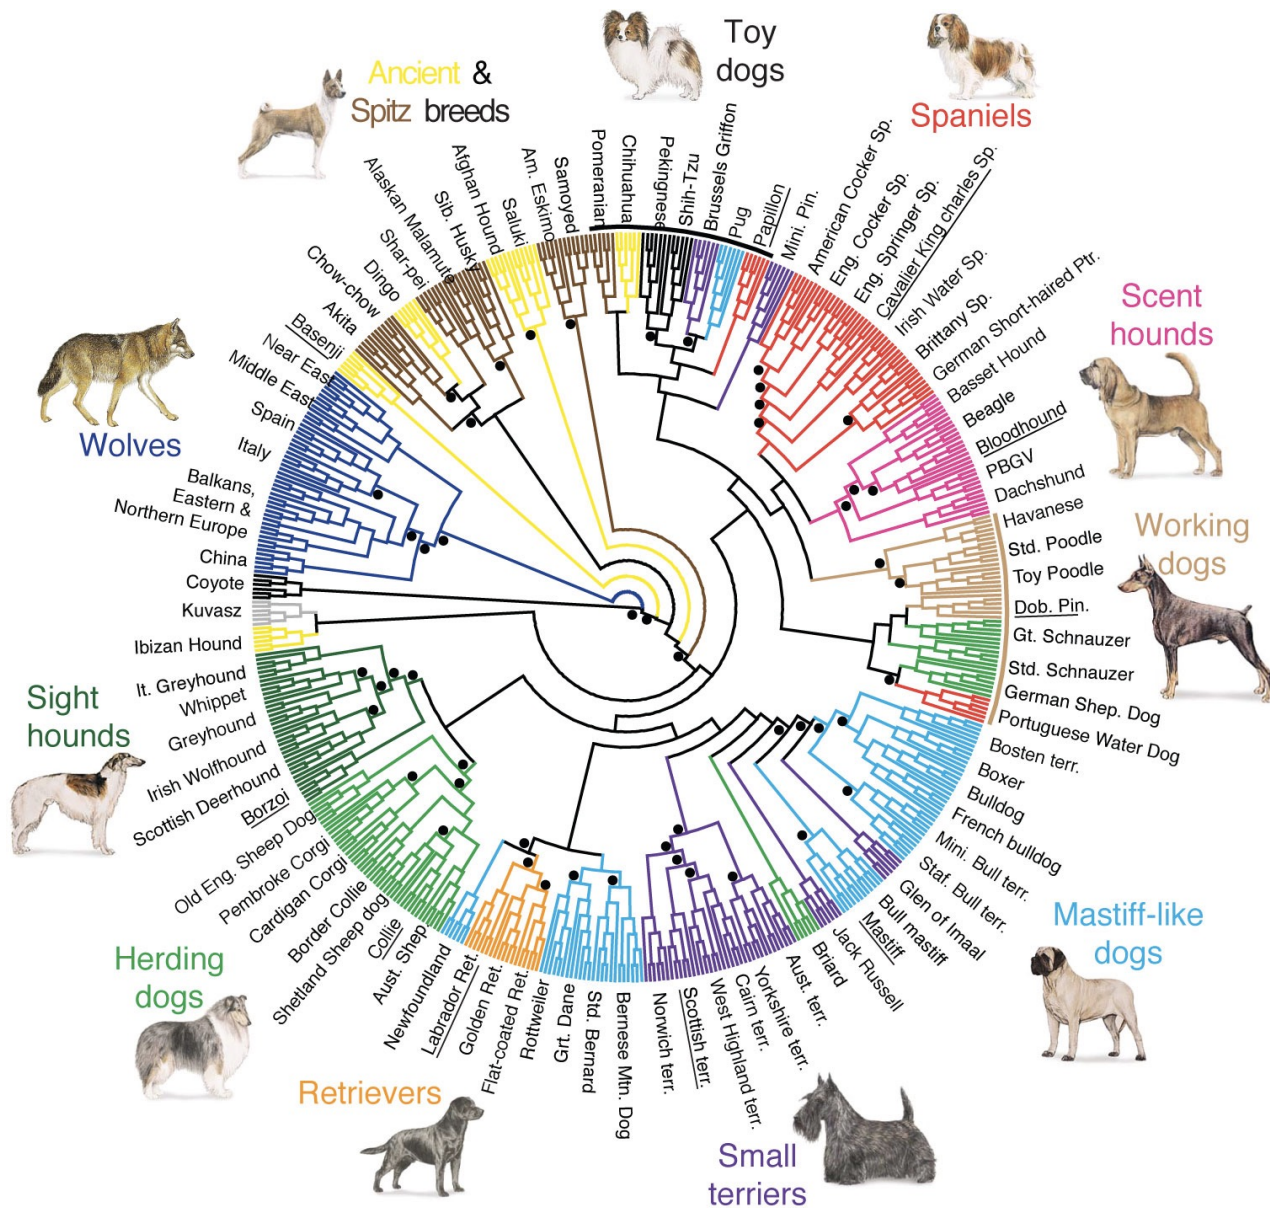 Ancient &
Spitz breeds
Toy
dogs
Spaniels
Scent
hounds
Working
dogs
Mastiff-like
dogs
Small
terriers
Retrievers
Herding
dogs
Sight
hounds
Wolves
Coyote
China
Balkans,
Eastern &
Northern Europe
Italy
Spain
Middle East
Near East
Basenji
Akita
Chow-chow
Dingo
Shar-pei
Alaskan Malamute
Sib. Husky
Afghan Hound
Saluki
Am. Eskimo
Samoyed
Pomeranian
Chihuahua
Pekingnese
Shih-Tzu
Brussels Griffon
Pug
Papillon
Mini. Pin.
American Cocker Sp.
Eng. Cocker Sp.
Eng. Springer Sp.
Cavalier King charles Sp.
Irish Water Sp.
Brittany Sp.
German Short-haired Ptr.
Basset Hound
Beagle
Bloodhound
PBGV
Dachshund
Havanese
Std. Poodle
Toy Poodle
Dob. Pin.
Gt. Schnauzer
Std. Schnauzer
German Shep. Dog
Portuguese Water Dog
Bosten terr.
Boxer
Bulldog
French bulldog
Mini. Bull terr.
Staf. Bull terr.
Glen of Imaal
Bull mastiff
Mastiff
Jack Russell
Briard
Aust. terr.
Yorkshire terr.
Cairn terr.
West Highland terr.
Scottish terr.
Norwich terr.
Bernese Mtn. Dog
Std. Bernard
Grt. Dane
Rottweiler
Flat-coated Ret.
Golden Ret.
Labrador Ret.
Newfoundland
Aust. Shep
Collie
Shetland Sheep dog
Border Collie
Cardigan Corgi
Pembroke Corgi
Old Eng. Sheep Dog
Borzoi
Scottish Deerhound
Irish Wolfhound
Greyhound
Whippet
It. Greyhound
Ibizan Hound
Kuvasz